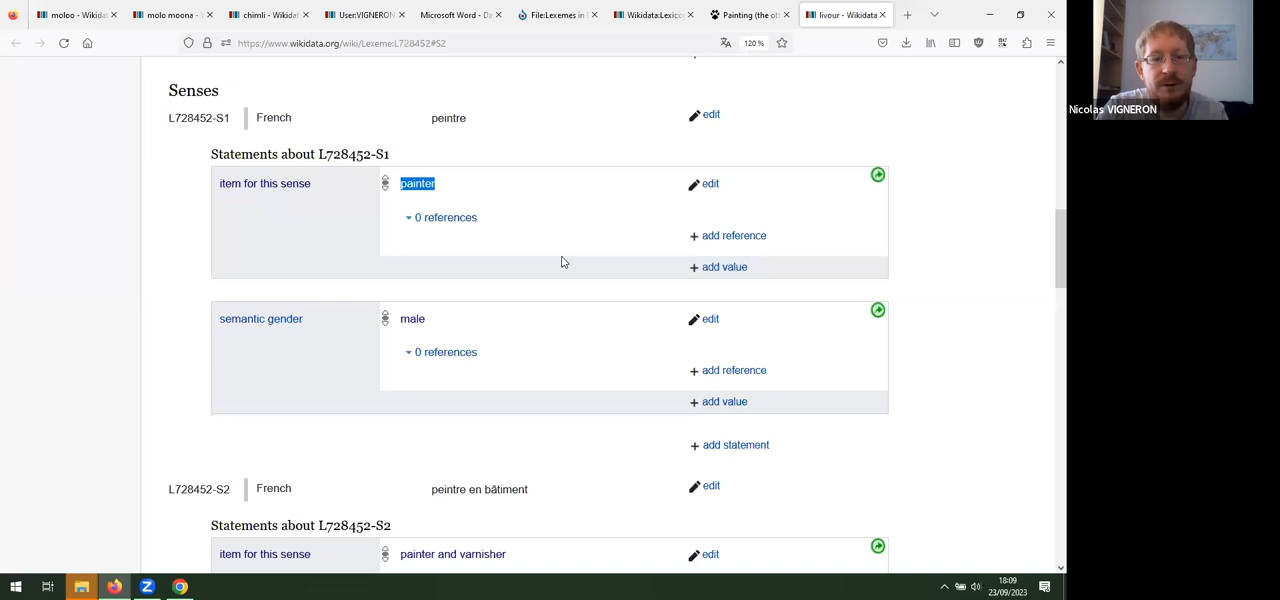 moloo - Wikidat
molo moona - W
chimli - Wikidat
User:VIGNERON
Microsoft Word - Da
File:Lexemes in
Wikidata:Lexico
Painting (the ot
livour - Wikidata
https://www.wikidata.org/wiki/Lexeme:L728452#S2
120 %
Nicolas VIGNERON
Senses
L728452-S1 French peintre edit
Statements about L728452-S1
item for this sense painter edit
0 references
+ add reference
+ add value
semantic gender male edit
0 references
+ add reference
+ add value
+ add statement
L728452-S2 French peintre en bâtiment edit
Statements about L728452-S2
item for this sense painter and varnisher edit
18:09
23/09/2023